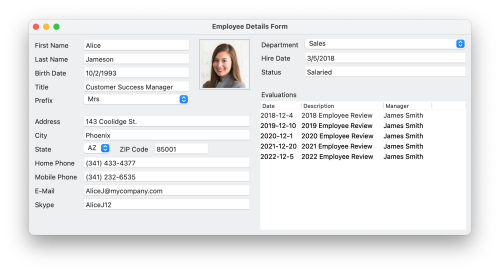 Employee Details Form
First Name Alice
Last Name Jameson
Birth Date 10/2/1993
Title Customer Success Manager
Prefix Mrs
Address 143 Coolidge St.
City Phoenix
State AZ ZIP Code 85001
Home Phone (341) 433-4377
Mobile Phone (341) 232-6535
E-Mail AliceJ@mycompany.com
Skype AliceJ12
Department Sales
Hire Date 3/5/2018
Status Salaried
Evaluations
Date Description Manager
2018-12-4 2018 Employee Review James Smith
2019-12-10 2019 Employee Review James Smith
2020-12-1 2020 Employee Review James Smith
2021-12-20 2021 Employee Review James Smith
2022-12-5 2022 Employee Review James Smith